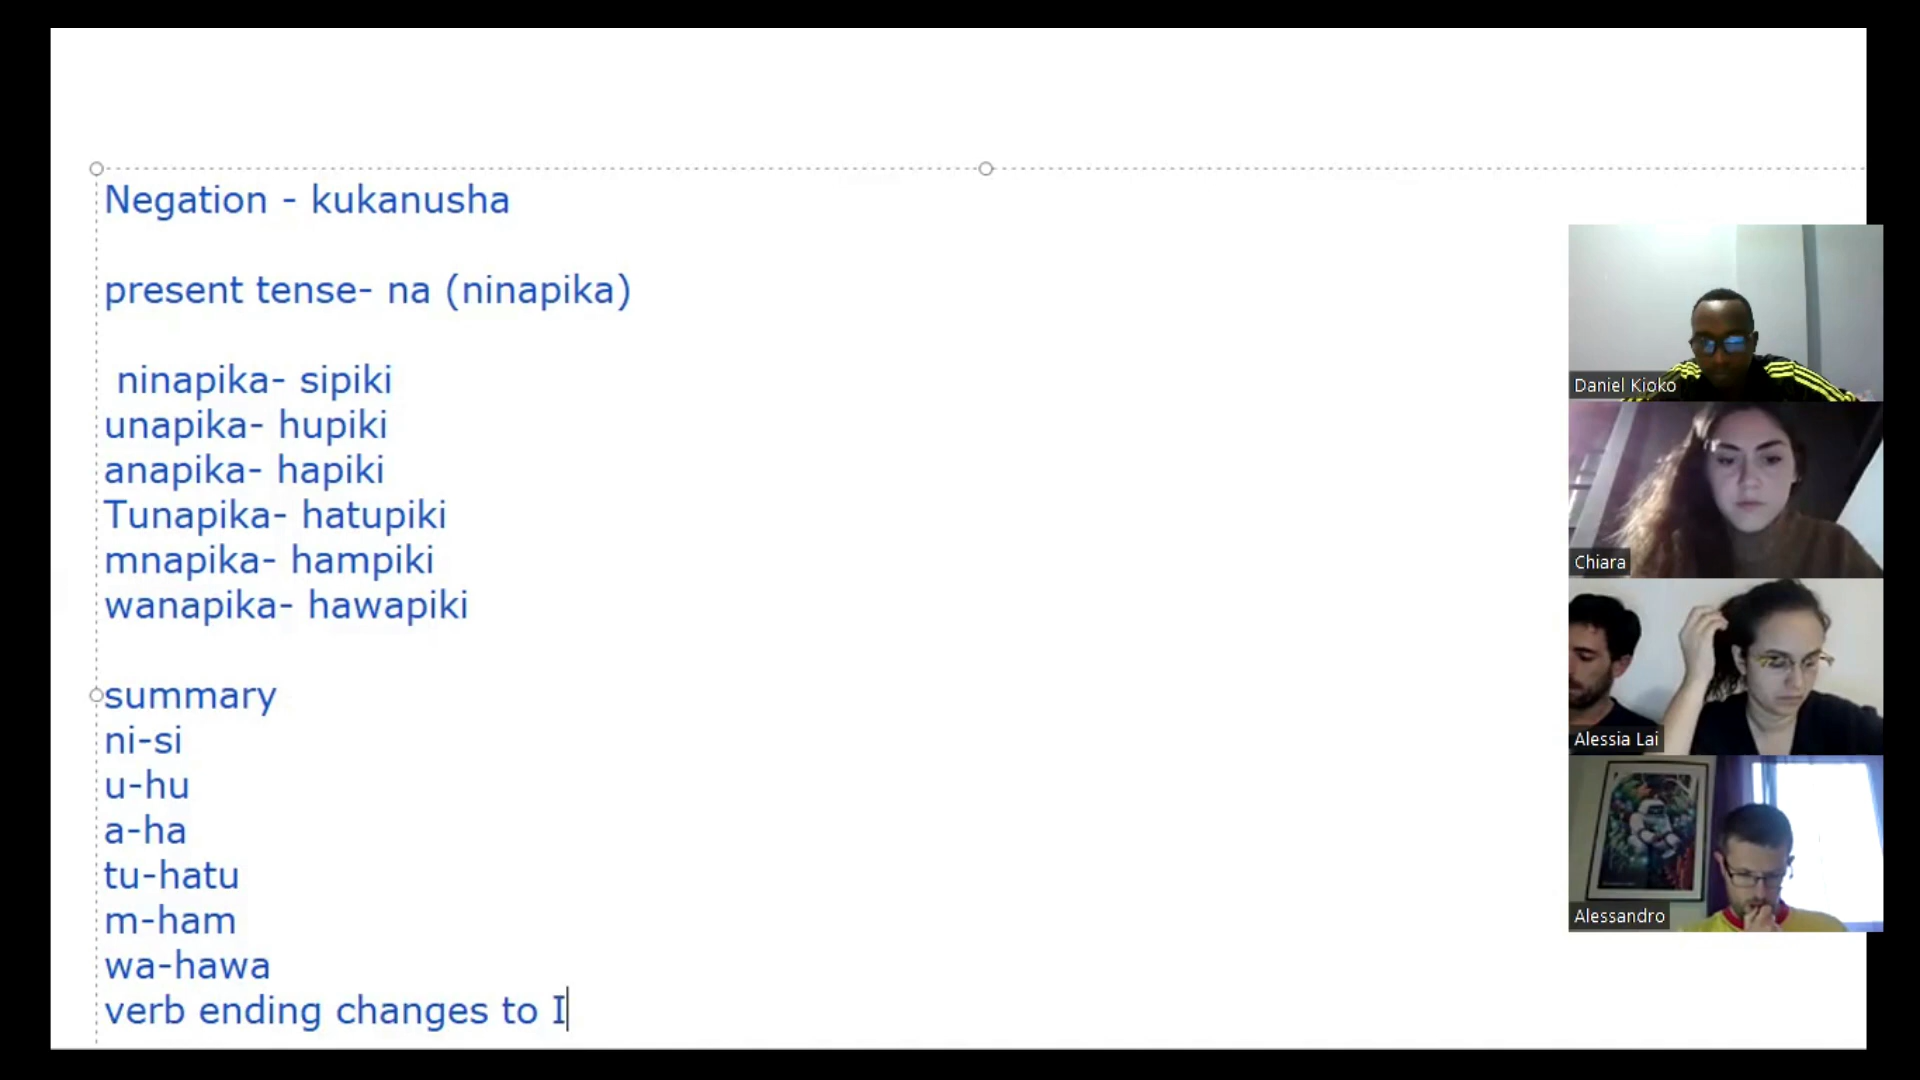 Negation - kukanusha
present tense- na (ninapika)
ninapika- sipiki
unapika- hupiki
anapika- hapiki
Tunapika- hatupiki
mnapika- hampiki
wanapika- hawapiki
summary
ni-si
u-hu
a-ha
tu-hatu
m-ham
wa-hawa
verb ending changes to I
Daniel Kioko
Chiara
Alessia Lai
Alessandro